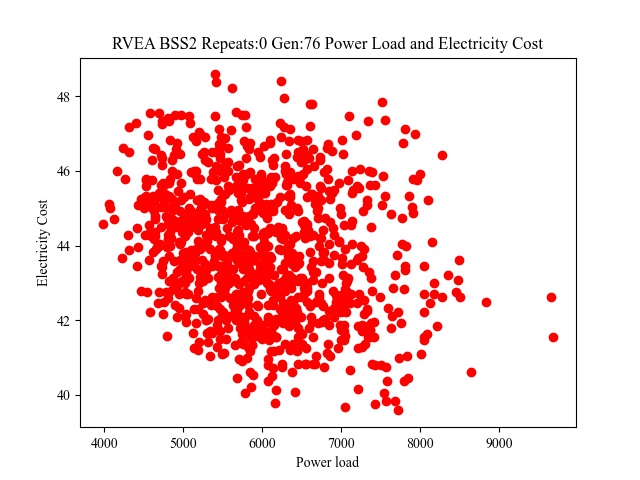 RVEA BSS2 Repeats:0 Gen:76 Power Load and Electricity Cost
48
46
44
42
40
Electricity Cost
4000 5000 6000 7000 8000 9000
Power load